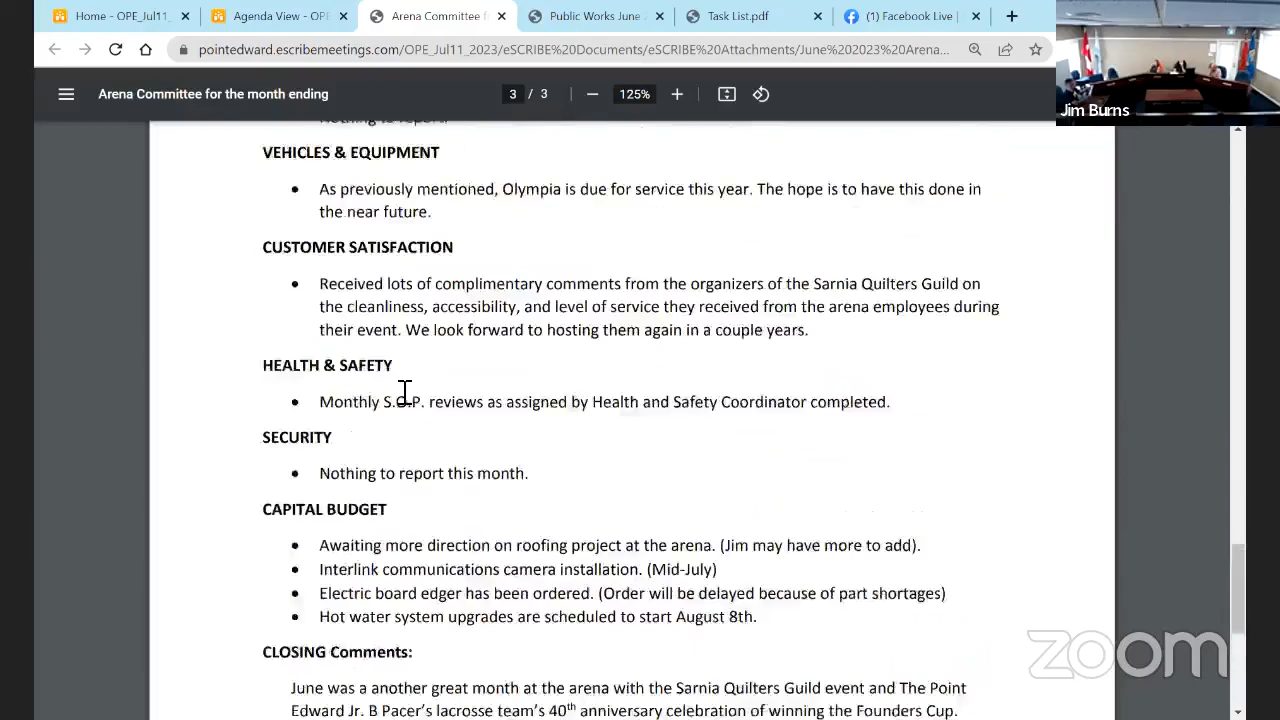 Home - OPE_Jul11_
Agenda View - OPE
Arena Committee f
Public Works June 2
Task List.pdf
(1) Facebook Live |
pointedward.escribemeetings.com/OPE_Jul11_2023/eSCRIBE%20Documents/eSCRIBE%20Attachments/June%202023%20Arena...
Arena Committee for the month ending
3 / 3
125%
Jim Burns
Nothing to report.
VEHICLES & EQUIPMENT
• As previously mentioned, Olympia is due for service this year. The hope is to have this done in
the near future.
CUSTOMER SATISFACTION
• Received lots of complimentary comments from the organizers of the Sarnia Quilters Guild on
the cleanliness, accessibility, and level of service they received from the arena employees during
their event. We look forward to hosting them again in a couple years.
HEALTH & SAFETY
• Monthly S.O.P. reviews as assigned by Health and Safety Coordinator completed.
SECURITY
• Nothing to report this month.
CAPITAL BUDGET
• Awaiting more direction on roofing project at the arena. (Jim may have more to add).
• Interlink communications camera installation. (Mid-July)
• Electric board edger has been ordered. (Order will be delayed because of part shortages)
• Hot water system upgrades are scheduled to start August 8th.
CLOSING Comments:
June was a another great month at the arena with the Sarnia Quilters Guild event and The Point
Edward Jr. B Pacer's lacrosse team's 40th anniversary celebration of winning the Founders Cup.
zoom